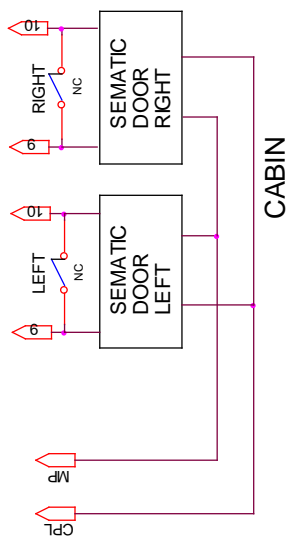 10
RIGHT
NC
9
SEMATIC
DOOR
RIGHT
10
LEFT
NC
9
SEMATIC
DOOR
LEFT
CABIN
MP
CPL